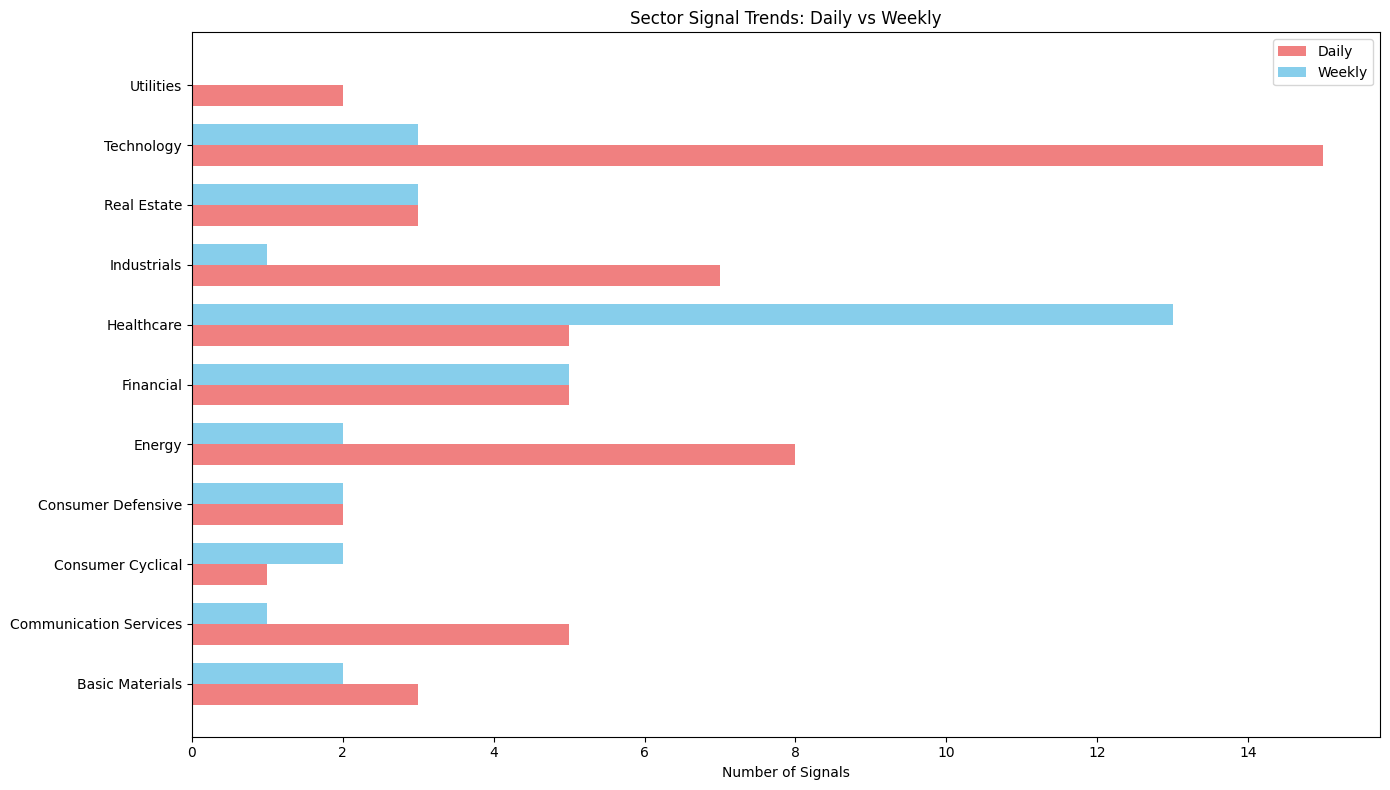 Sector Signal Trends: Daily vs Weekly
Daily
Weekly
Utilities
Technology
Real Estate
Industrials
Healthcare
Financial
Energy
Consumer Defensive
Consumer Cyclical
Communication Services
Basic Materials
0 2 4 6 8 10 12 14
Number of Signals